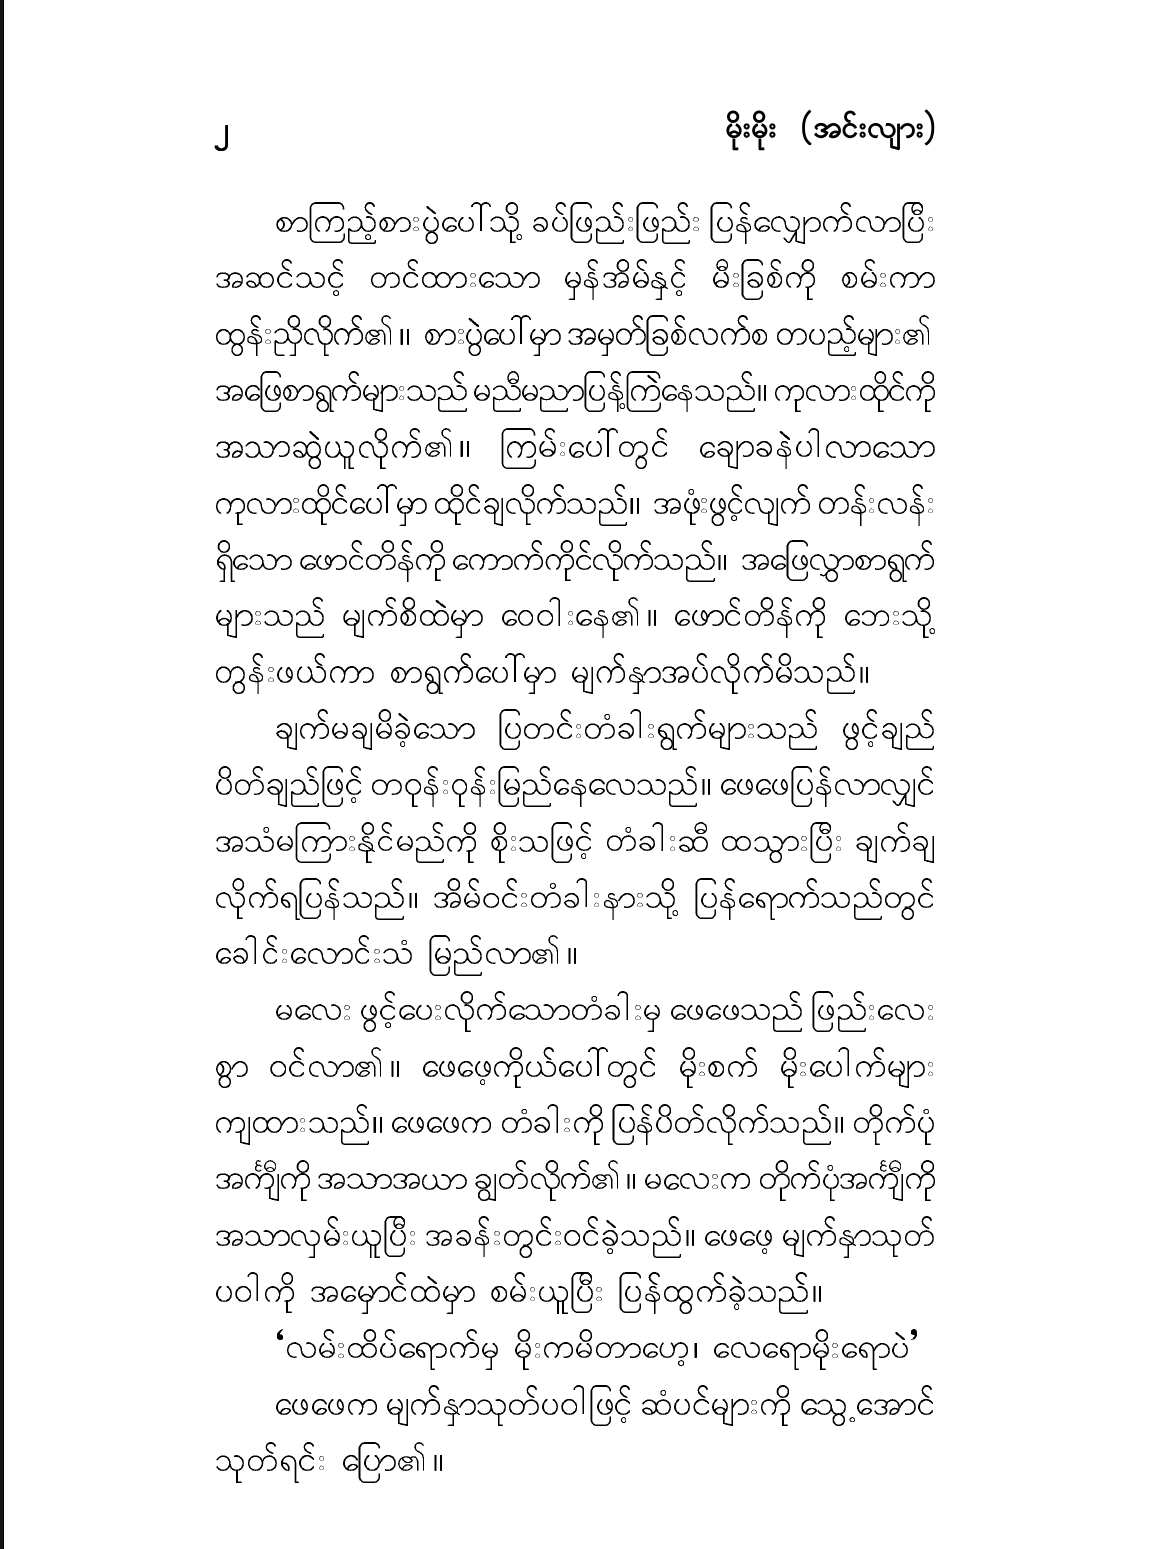 ၂ မိုးမိုး (အင်းလျား)
စာကြည့်စားပွဲပေါ်သို့ ခပ်ဖြည်းဖြည်း ပြန်လျှောက်လာပြီး
အဆင်သင့် တင်ထားသော မှန်အိမ်နှင့် မီးခြစ်ကို စမ်းကာ
ထွန်းညှိလိုက်၏။ စားပွဲပေါ်မှာ အမှတ်ခြစ်လက်စ တပည့်များ၏
အဖြေစာရွက်များသည် မညီမညာပြန့်ကြဲနေသည်။ ကုလားထိုင်ကို
အသာဆွဲယူလိုက်၏။ ကြမ်းပေါ်တွင် ချောခနဲပါလာသော
ကုလားထိုင်ပေါ်မှာ ထိုင်ချလိုက်သည်။ အဖုံးဖွင့်လျက် တန်းလန်း
ရှိသော ဖောင်တိန်ကို ကောက်ကိုင်လိုက်သည်။ အဖြေလွှာစာရွက်
များသည် မျက်စိထဲမှာ ဝေဝါးနေ၏။ ဖောင်တိန်ကို ဘေးသို့
တွန်းဖယ်ကာ စာရွက်ပေါ်မှာ မျက်နှာအပ်လိုက်မိသည်။
ချက်မချမိခဲ့သော ပြတင်းတံခါးရွက်များသည် ဖွင့်ချည်
ပိတ်ချည်ဖြင့် တဝုန်းဝုန်းမြည်နေလေသည်။ ဖေဖေပြန်လာလျှင်
အသံမကြားနိုင်မည်ကို စိုးသဖြင့် တံခါးဆီ ထသွားပြီး ချက်ချ
လိုက်ရပြန်သည်။ အိမ်ဝင်းတံခါးနားသို့ ပြန်ရောက်သည်တွင်
ခေါင်းလောင်းသံ မြည်လာ၏။
မလေး ဖွင့်ပေးလိုက်သောတံခါးမှ ဖေဖေသည် ဖြည်းလေး
စွာ ဝင်လာ၏။ ဖေဖေ့ကိုယ်ပေါ်တွင် မိုးစက် မိုးပေါက်များ
ကျထားသည်။ ဖေဖေက တံခါးကို ပြန်ပိတ်လိုက်သည်။ တိုက်ပုံ
အင်္ကျီကို အသာအယာ ချွတ်လိုက်၏။ မလေးက တိုက်ပုံအင်္ကျီကို
အသာလှမ်းယူပြီး အခန်းတွင်းဝင်ခဲ့သည်။ ဖေဖေ့ မျက်နှာသုတ်
ပဝါကို အမှောင်ထဲမှာ စမ်းယူပြီး ပြန်ထွက်ခဲ့သည်။
‘လမ်းထိပ်ရောက်မှ မိုးကမိတာဟေ့၊ လေရောမိုးရောပဲ’
ဖေဖေက မျက်နှာသုတ်ပဝါဖြင့် ဆံပင်များကို သွေ့အောင်
သုတ်ရင်း ပြော၏။